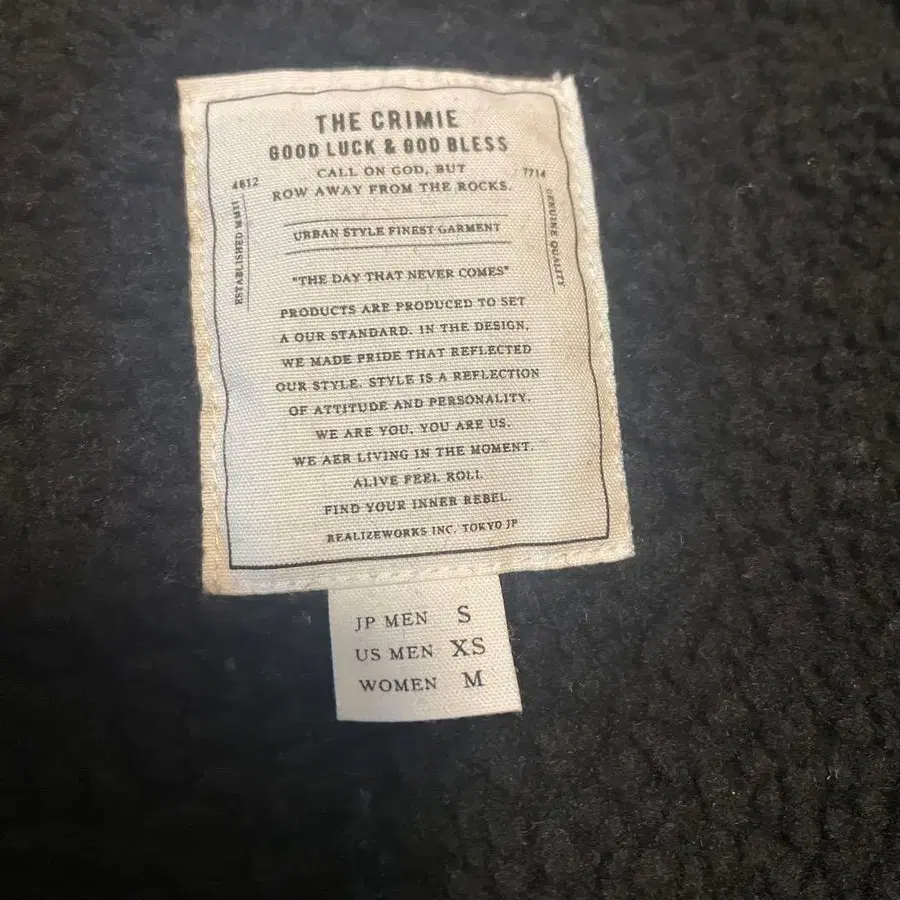 THE CRIMIE
GOOD LUCK & GOD BLESS
CALL ON GOD, BUT
ROW AWAY FROM THE ROCKS.
4812
7714
ESTABLISHED MMII
GENUINE QUALITY
URBAN STYLE FINEST GARMENT
"THE DAY THAT NEVER COMES"
PRODUCTS ARE PRODUCED TO SET
A OUR STANDARD. IN THE DESIGN,
WE MADE PRIDE THAT REFLECTED
OUR STYLE. STYLE IS A REFLECTION
OF ATTITUDE AND PERSONALITY.
WE ARE YOU, YOU ARE US.
WE AER LIVING IN THE MOMENT.
ALIVE FEEL ROLL
FIND YOUR INNER REBEL.
REALIZEWORKS INC. TOKYO JP
JP MEN S
US MEN XS
WOMEN M